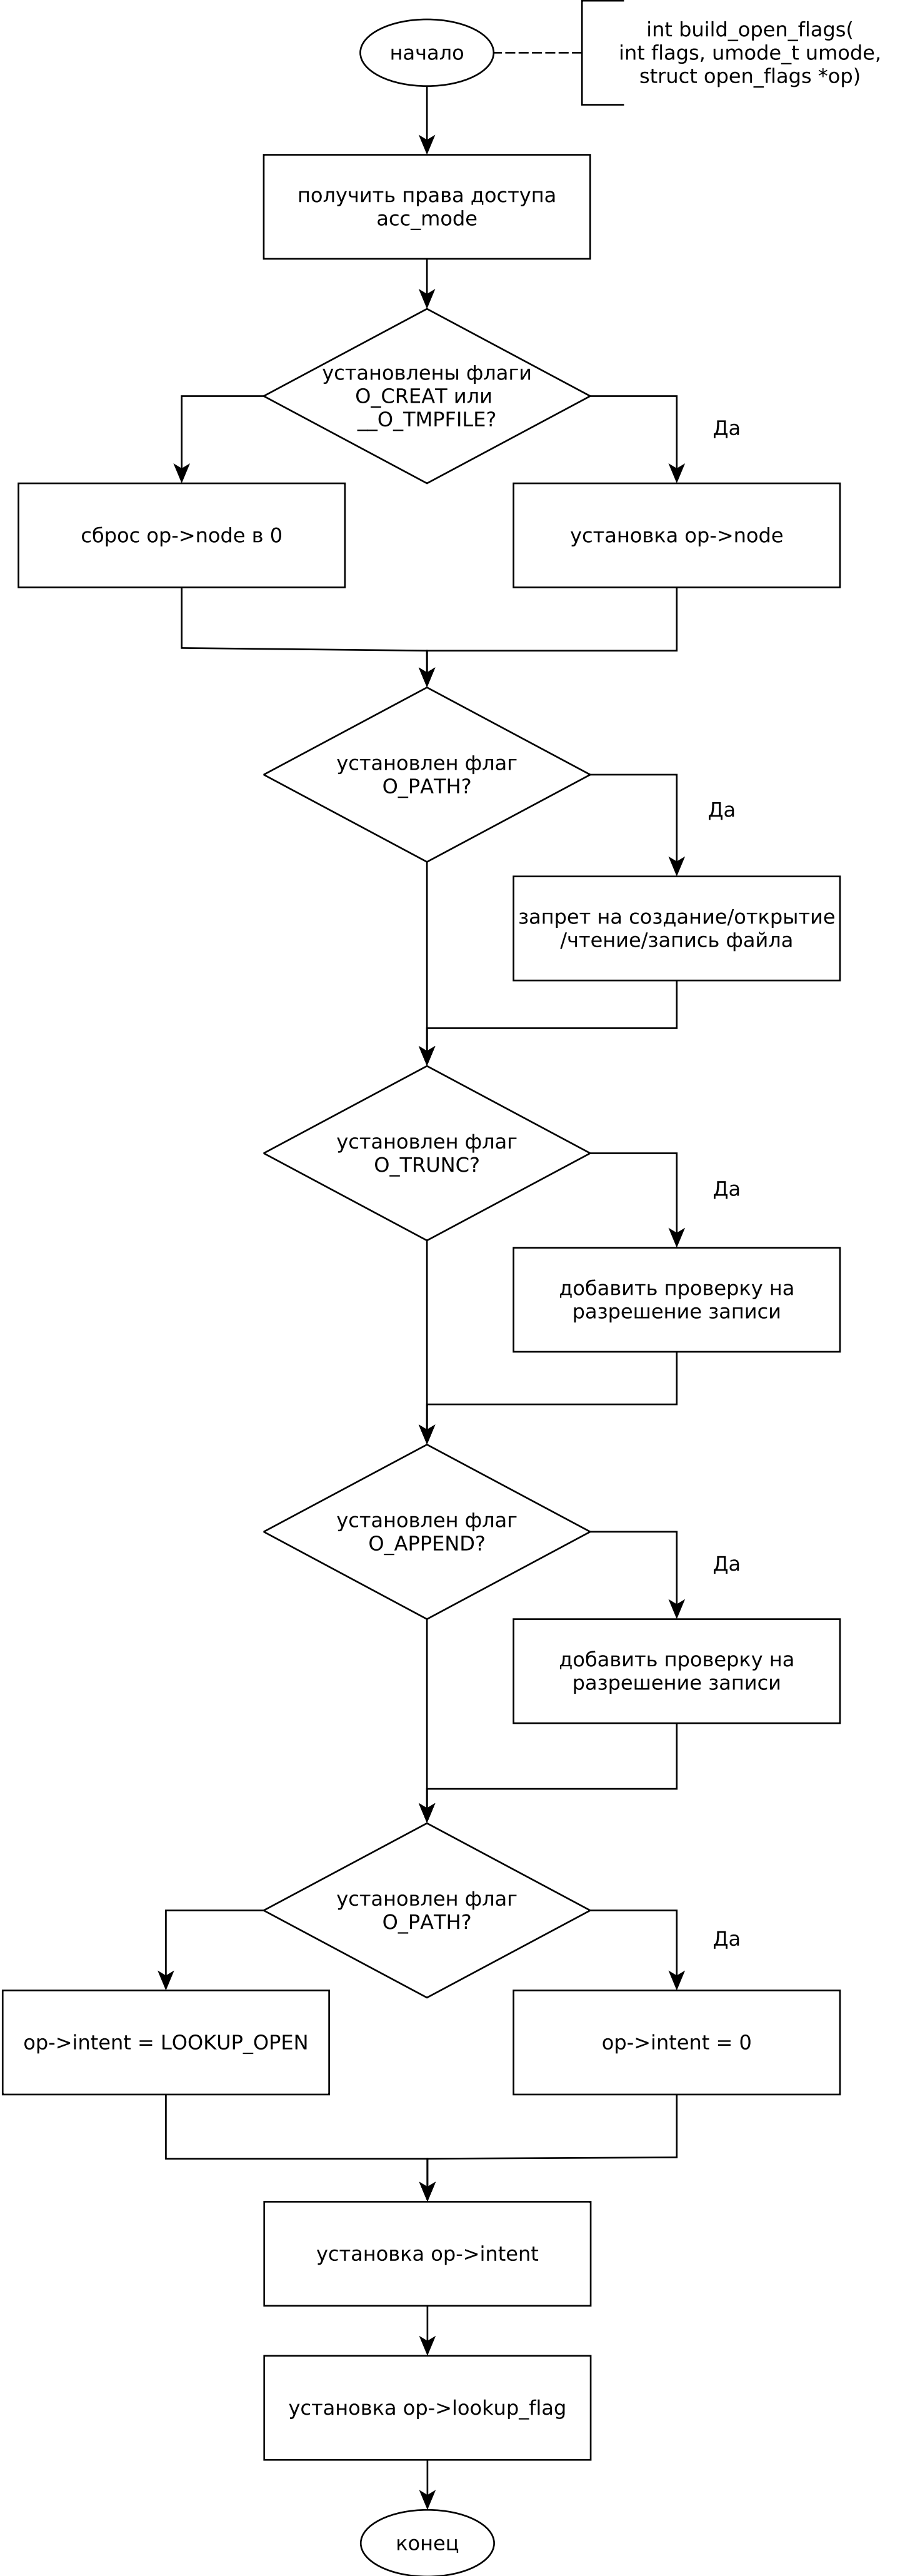 начало
int build_open_flags(
int flags, umode_t umode,
struct open_flags *op)
получить права доступа
acc_mode
установлены флаги
O_CREAT или
__O_TMPFILE?
Да
сброс op->node в 0
установка op->node
установлен флаг
O_PATH?
Да
запрет на создание/открытие
/чтение/запись файла
установлен флаг
O_TRUNC?
Да
добавить проверку на
разрешение записи
установлен флаг
O_APPEND?
Да
добавить проверку на
разрешение записи
установлен флаг
O_PATH?
Да
op->intent = LOOKUP_OPEN
op->intent = 0
установка op->intent
установка op->lookup_flag
конец